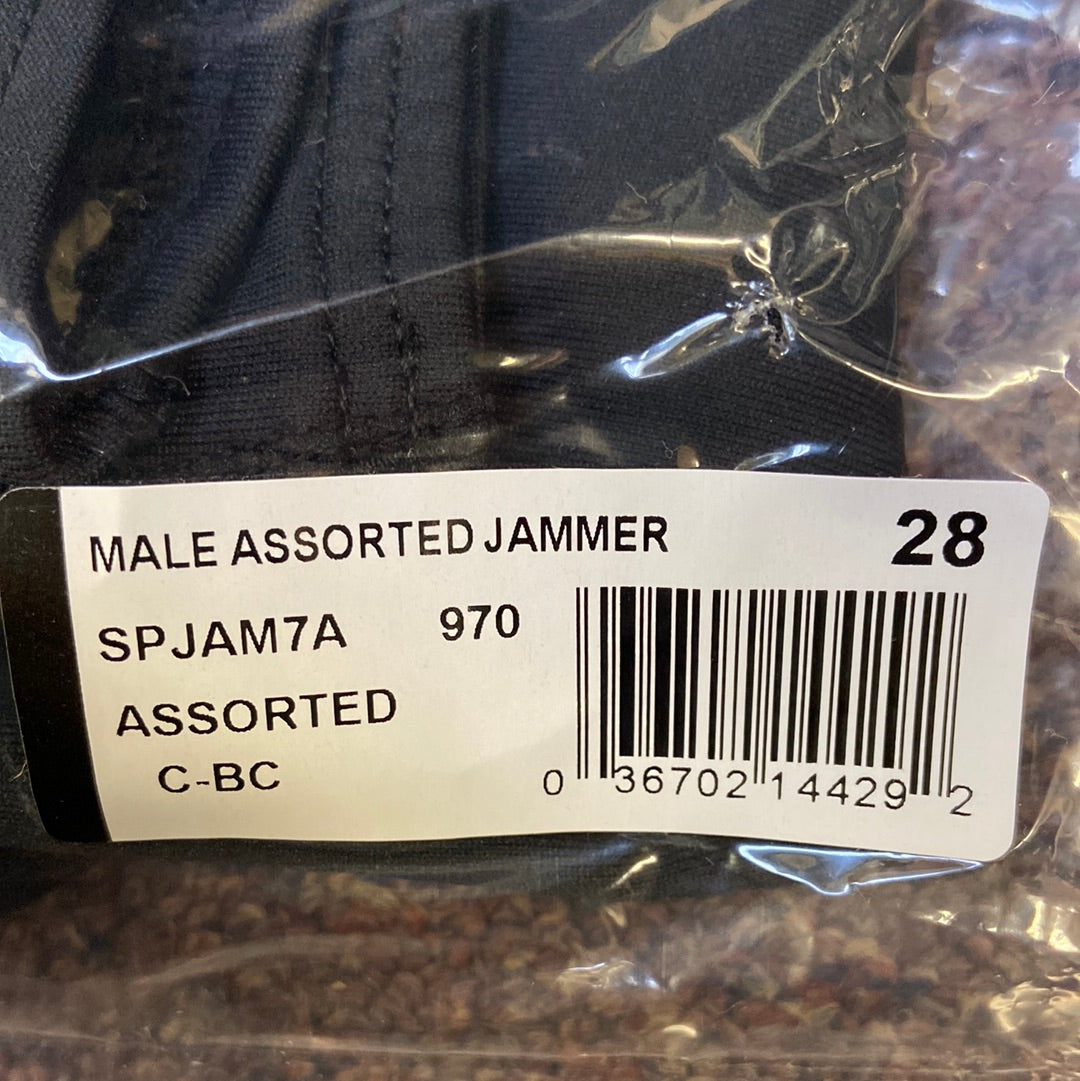 MALE ASSORTED JAMMER 28
SPJAM7A 970
ASSORTED
C-BC
0 36702 14429 2